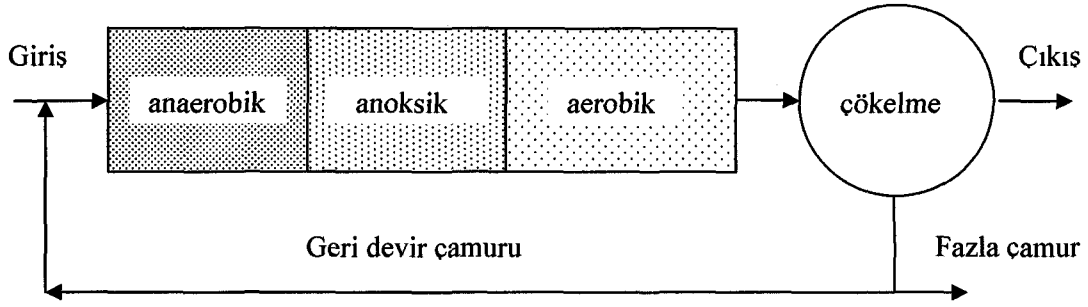 Giriş
Çıkış
anaerobik
anoksik
aerobik
çökelme
Geri devir çamuru
Fazla çamur